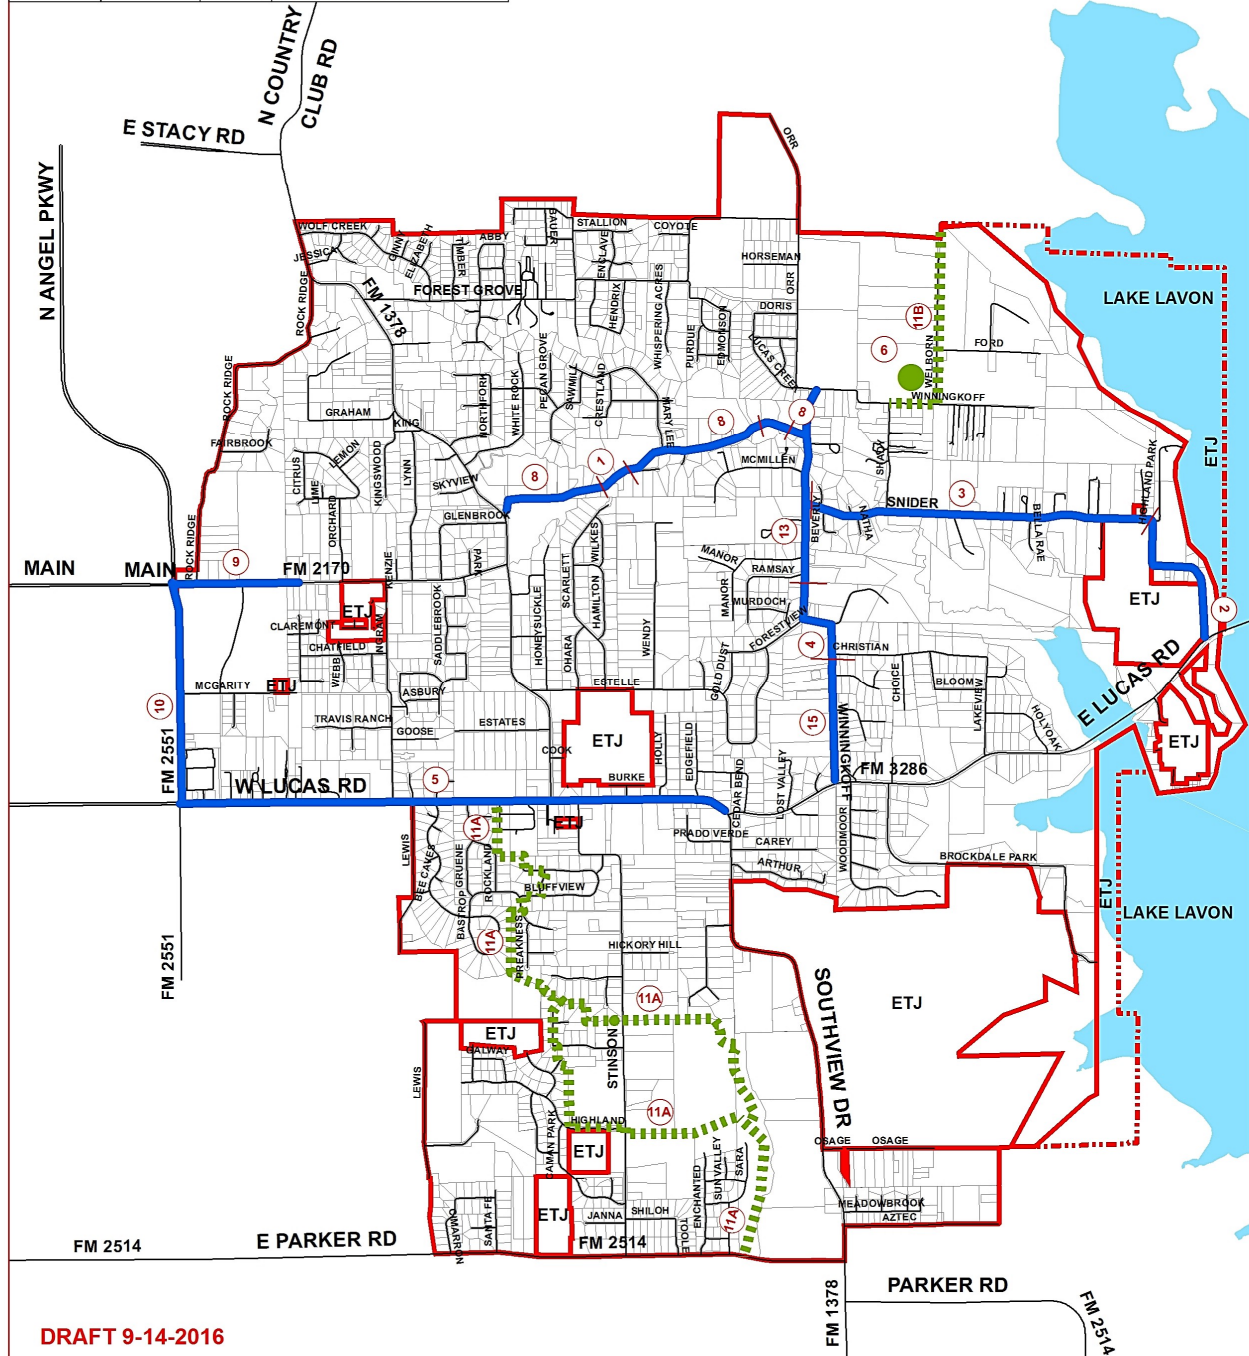 N COUNTRY
CLUB RD
E STACY RD
N ANGEL PKWY
ORR
WOLF CREEK
JESSICA
GINNY
ELIZABETH
TIMBER
ABBY
BAUER
STALLION
ENCLAVE
COYOTE
HORSEMAN
ORR
LAKE LAVON
ROCK RIDGE
FM 1378
FOREST GROVE
HENDRIX
WHISPERING ACRES
PURDUE
EDMONSON
DORIS
LUCAS CREEK
11B
6
WELBORN
FORD
WINNINGKOFF
ROCK RIDGE
GRAHAM
KING
NORTHFORK
WHITE ROCK
PECAN GROVE
SAWMILL
CRESTLAND
MARY LEE
8
8
FAIRBROOK
CITRUS
LIME
LEMON
KINGSWOOD
LYNN
SKYVIEW
8
1
MCMILLEN
SHADY
ETJ
HIGHLAND PARK
ORCHARD
GLENBROOK
BEVERLY
NATHA
SNIDER
3
BELLA RAE
ROCK RIDGE
MAIN
MAIN
9
FM 2170
KENZIE
PARK
WILKES
SCARLETT
HAMILTON
HONEYSUCKLE
OHARA
WENDY
13
MANOR
RAMSAY
MANOR
MURDOCH
FORESTVIEW
ETJ
INGRAM
CLAREMONT
CHATFIELD
WEBB
SADDLEBROOK
ETJ
2
4
CHRISTIAN
MCGARITY
ETJ
ASBURY
ESTELLE
GOLD DUST
CHOICE
BLOOM
LAKEVIEW
HOLYOAK
E LUCAS RD
10
FM 2551
TRAVIS RANCH
GOOSE
ESTATES
COOK
ETJ
HOLLY
EDGEFIELD
15
WINNINGKOFF
ETJ
W LUCAS RD
5
BURKE
CEDAR BEND
LOST VALLEY
FM 3286
LEWIS
11A
ETJ
PRADO VERDE
CAREY
ARTHUR
WOODMOOR
BROCKDALE PARK
BEE CAVES
BASTROP
GRUENE
ROCKLAND
BLUFFVIEW
ETJ
LAKE LAVON
FM 2551
11A
PREAKNESS
HICKORY HILL
SOUTHVIEW DR
ETJ
11A
ETJ
GALWAY
STINSON
LEWIS
11A
HIGHLAND
CAMAN PARK
ETJ
OSAGE
OSAGE
SUN VALLEY
SARA
ENCHANTED
MEADOWBROOK
AZTEC
CIMARRON
SANTA FE
ETJ
JANNA
SHILOH
TOOLE
11A
FM 2514
E PARKER RD
FM 2514
FM 1378
PARKER RD
FM 2514
DRAFT 9-14-2016